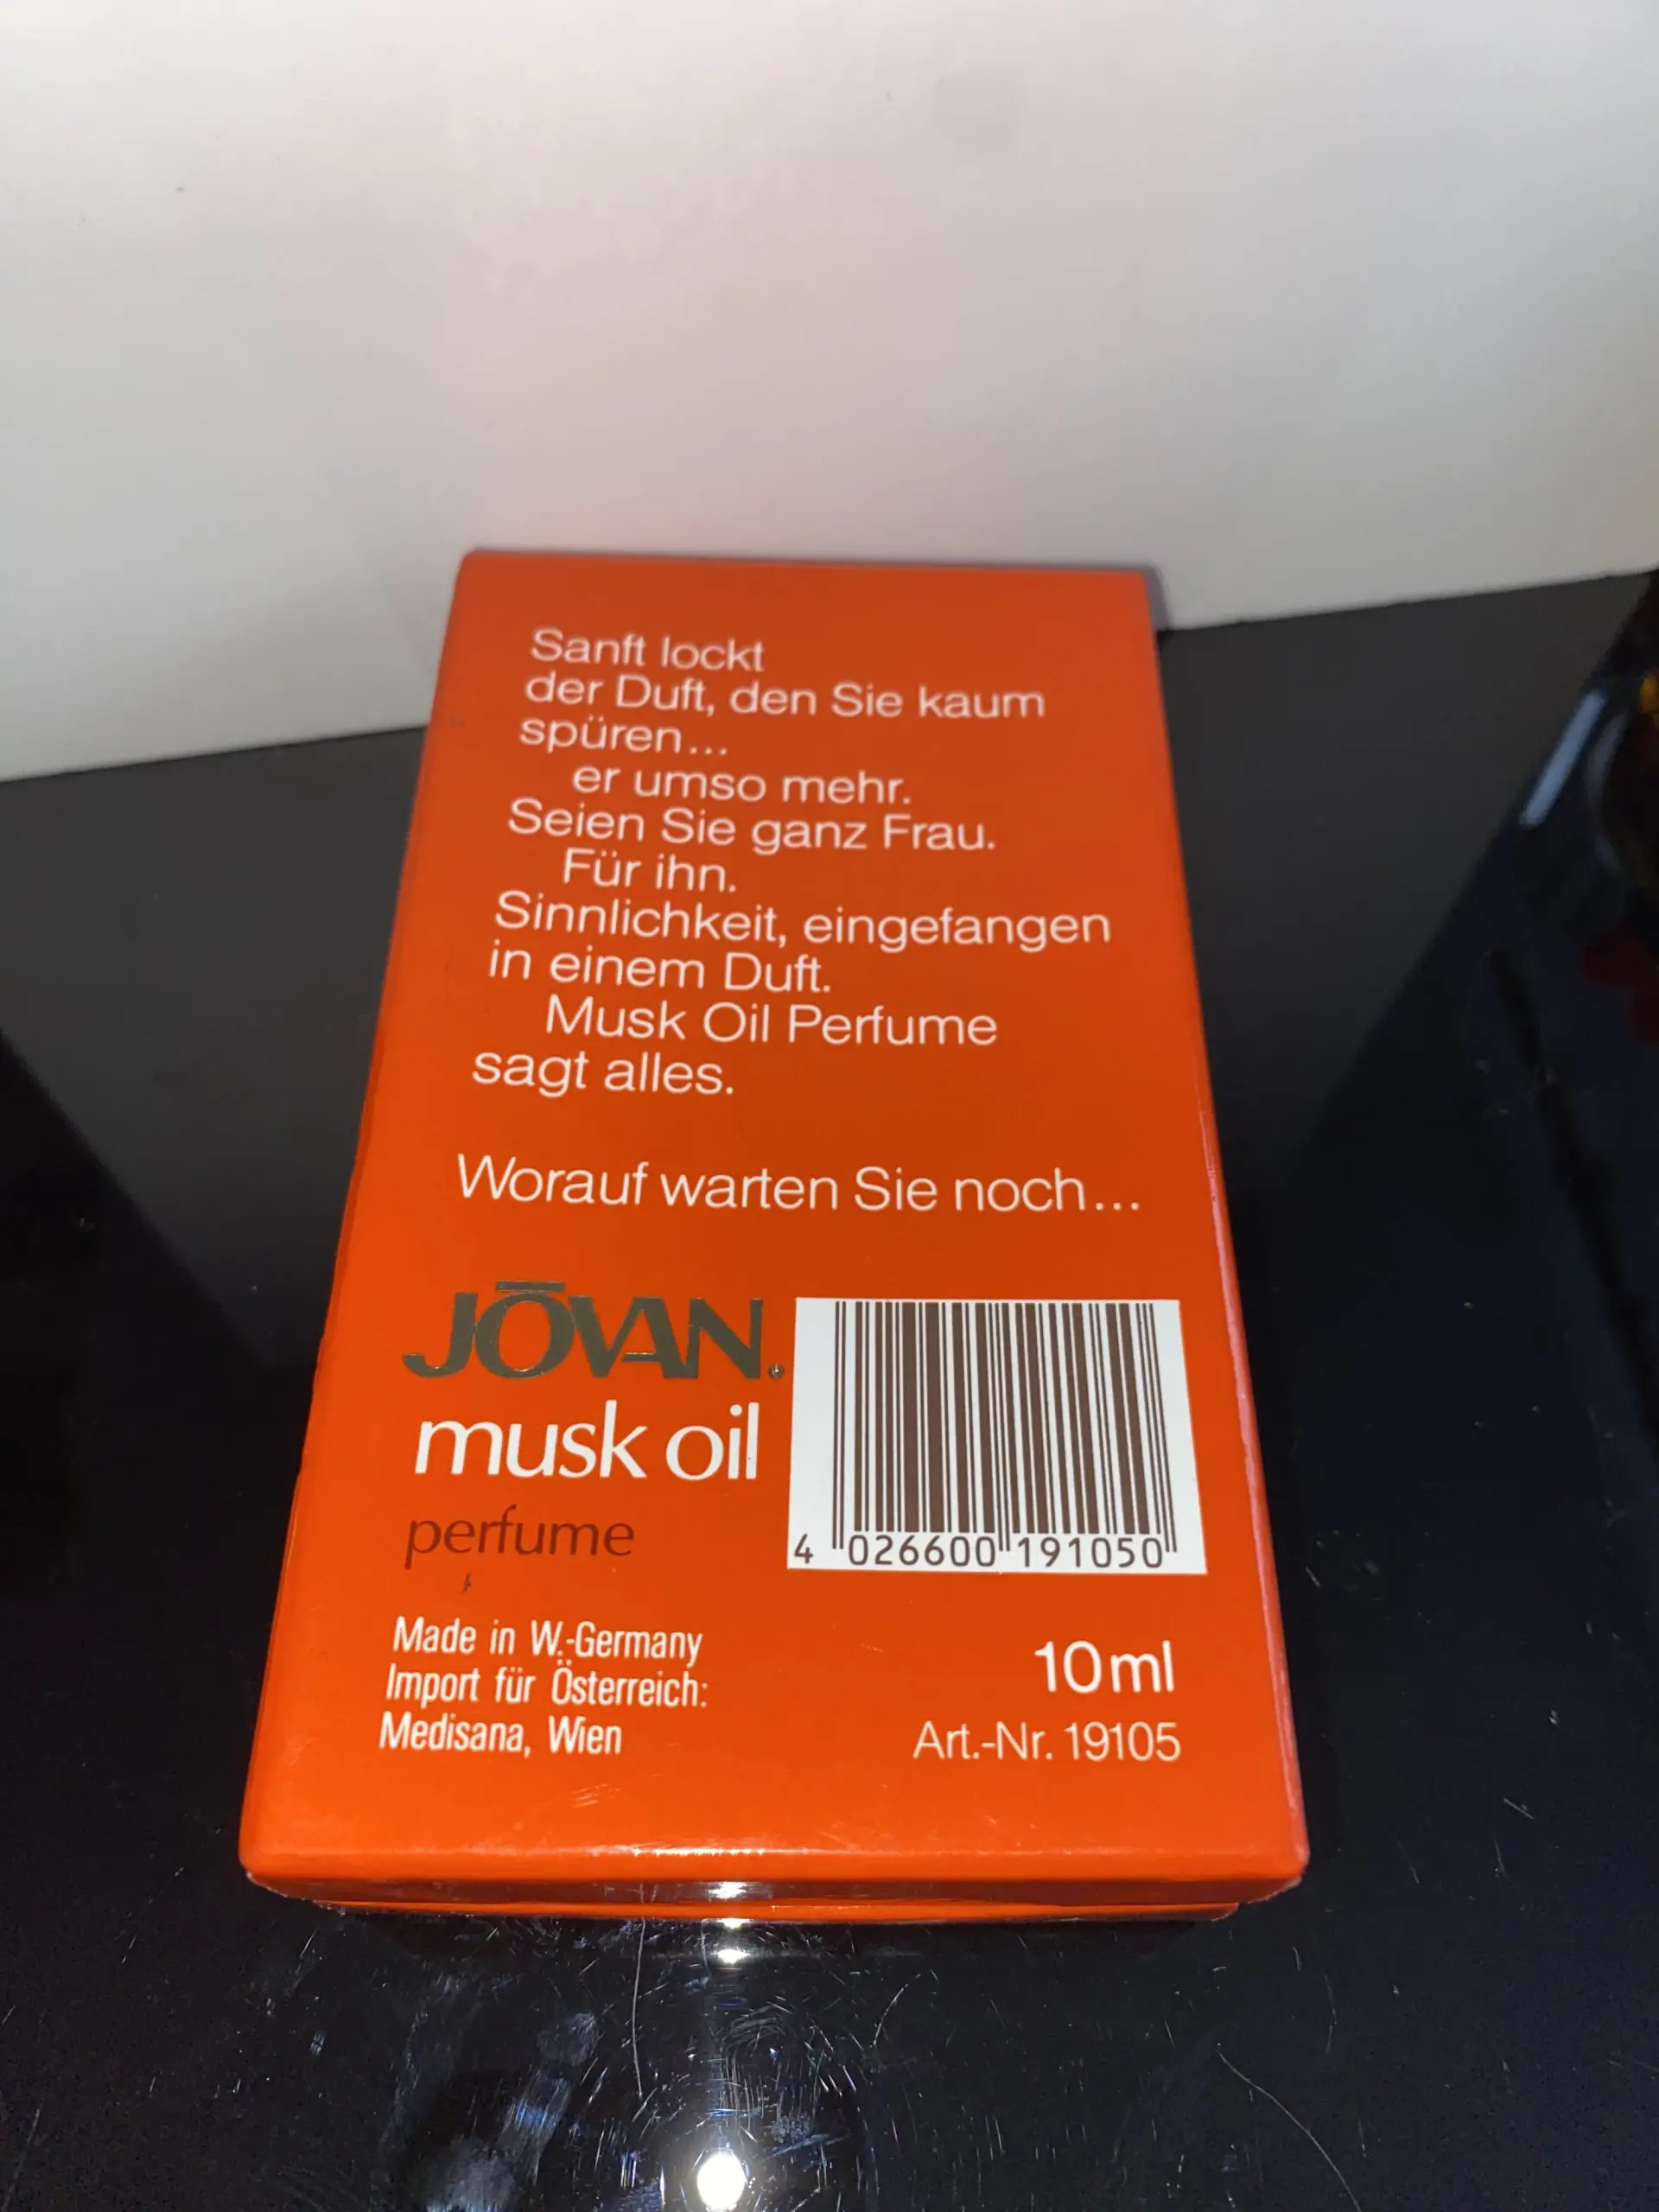 Sanft lockt
der Duft, den Sie kaum
spüren...
er umso mehr.
Seien Sie ganz Frau.
Für ihn.
Sinnlichkeit, eingefangen
in einem Duft.
Musk Oil Perfume
sagt alles.
Worauf warten Sie noch...
JŌVAN®
musk oil
perfume
4 026600 191050
Made in W.-Germany
Import für Österreich:
Medisana, Wien
10 ml
Art.-Nr. 19105